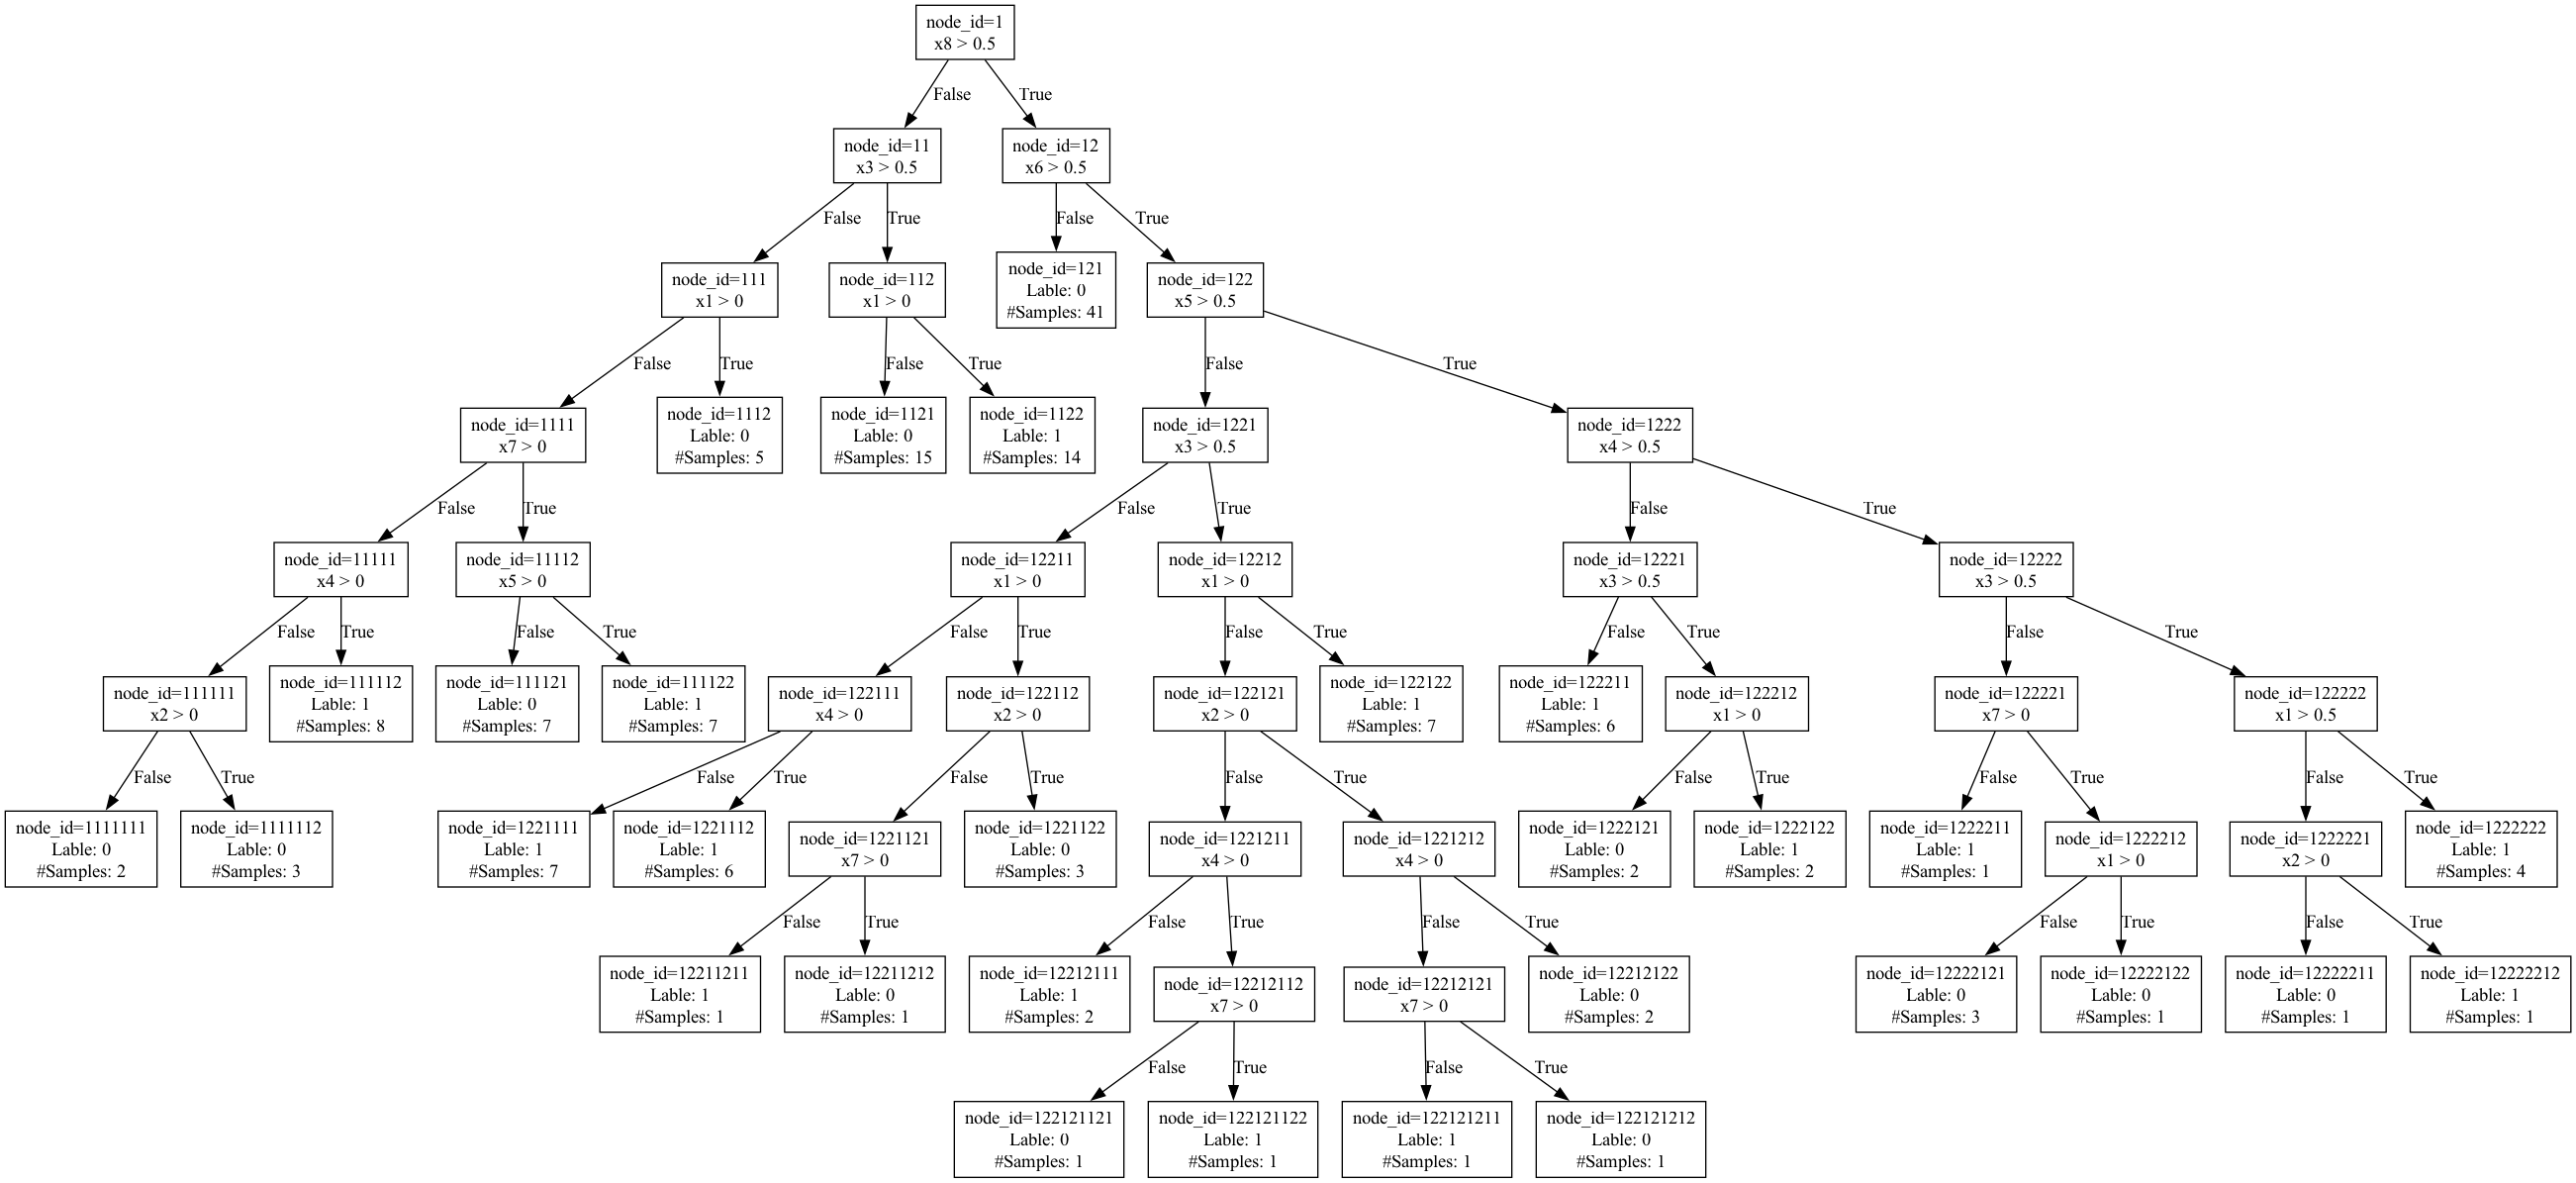 node_id=1
x8 > 0.5
False
True
node_id=11
x3 > 0.5
node_id=12
x6 > 0.5
False
True
False
True
node_id=111
x1 > 0
node_id=112
x1 > 0
node_id=121
Lable: 0
#Samples: 41
node_id=122
x5 > 0.5
False
True
False
True
False
True
node_id=1111
x7 > 0
node_id=1112
Lable: 0
#Samples: 5
node_id=1121
Lable: 0
#Samples: 15
node_id=1122
Lable: 1
#Samples: 14
node_id=1221
x3 > 0.5
node_id=1222
x4 > 0.5
False
True
False
True
False
True
node_id=11111
x4 > 0
node_id=11112
x5 > 0
node_id=12211
x1 > 0
node_id=12212
x1 > 0
node_id=12221
x3 > 0.5
node_id=12222
x3 > 0.5
False
True
False
True
False
True
False
True
False
True
False
True
node_id=111111
x2 > 0
node_id=111112
Lable: 1
#Samples: 8
node_id=111121
Lable: 0
#Samples: 7
node_id=111122
Lable: 1
#Samples: 7
node_id=122111
x4 > 0
node_id=122112
x2 > 0
node_id=122121
x2 > 0
node_id=122122
Lable: 1
#Samples: 7
node_id=122211
Lable: 1
#Samples: 6
node_id=122212
x1 > 0
node_id=122221
x7 > 0
node_id=122222
x1 > 0.5
False
True
False
True
False
True
False
True
False
True
False
True
False
True
node_id=1111111
Lable: 0
#Samples: 2
node_id=1111112
Lable: 0
#Samples: 3
node_id=1221111
Lable: 1
#Samples: 7
node_id=1221112
Lable: 1
#Samples: 6
node_id=1221121
x7 > 0
node_id=1221122
Lable: 0
#Samples: 3
node_id=1221211
x4 > 0
node_id=1221212
x4 > 0
node_id=1222121
Lable: 0
#Samples: 2
node_id=1222122
Lable: 1
#Samples: 2
node_id=1222211
Lable: 1
#Samples: 1
node_id=1222212
x1 > 0
node_id=1222221
x2 > 0
node_id=1222222
Lable: 1
#Samples: 4
False
True
False
True
False
True
False
True
False
True
node_id=12211211
Lable: 1
#Samples: 1
node_id=12211212
Lable: 0
#Samples: 1
node_id=12212111
Lable: 1
#Samples: 2
node_id=12212112
x7 > 0
node_id=12212121
x7 > 0
node_id=12212122
Lable: 0
#Samples: 2
node_id=12222121
Lable: 0
#Samples: 3
node_id=12222122
Lable: 0
#Samples: 1
node_id=12222211
Lable: 0
#Samples: 1
node_id=12222212
Lable: 1
#Samples: 1
False
True
False
True
node_id=122121121
Lable: 0
#Samples: 1
node_id=122121122
Lable: 1
#Samples: 1
node_id=122121211
Lable: 1
#Samples: 1
node_id=122121212
Lable: 0
#Samples: 1